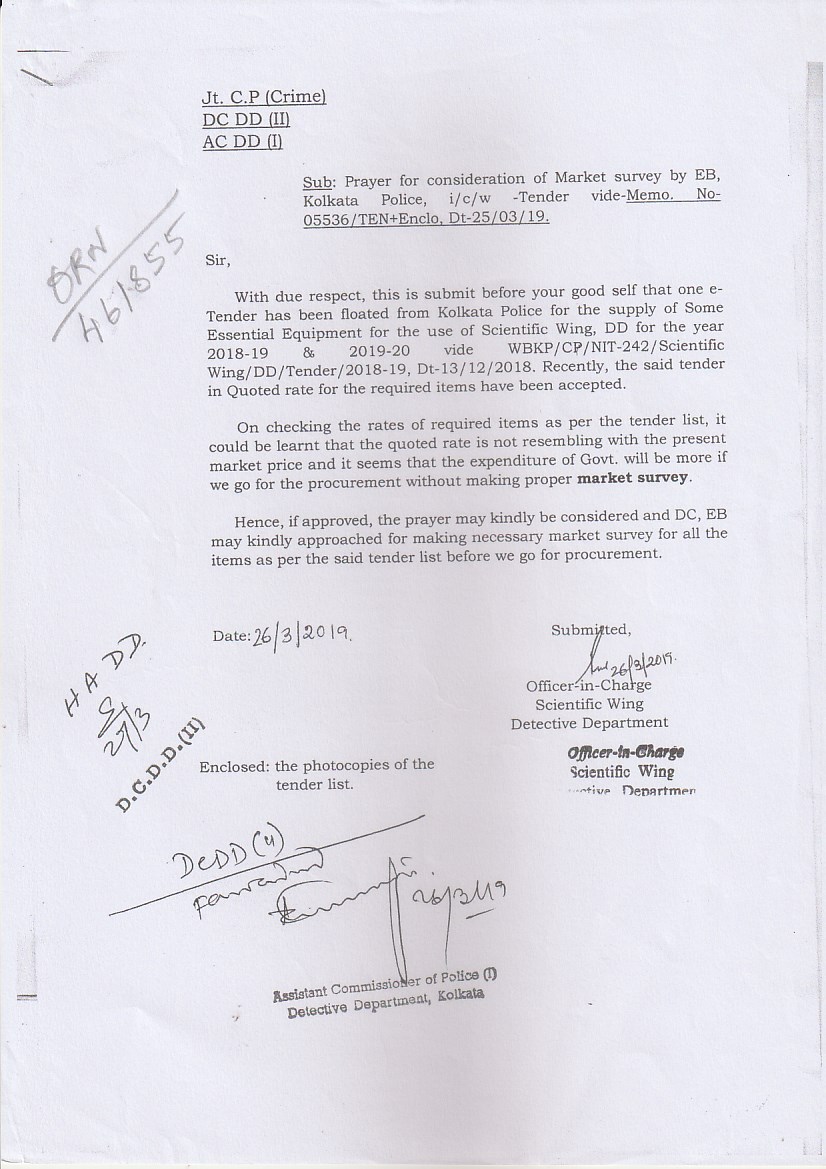 Jt. C.P (Crime)
DC DD (II)
AC DD (I)
Sub: Prayer for consideration of Market survey by EB,
Kolkata Police, i/c/w -Tender vide-Memo. No-
05536/TEN+Enclo, Dt-25/03/19.
ORN
461855
Sir,
With due respect, this is submit before your good self that one e-
Tender has been floated from Kolkata Police for the supply of Some
Essential Equipment for the use of Scientific Wing, DD for the year
2018-19 & 2019-20 vide WBKP/CP/NIT-242/Scientific
Wing/DD/Tender/2018-19, Dt-13/12/2018. Recently, the said tender
in Quoted rate for the required items have been accepted.
On checking the rates of required items as per the tender list, it
could be learnt that the quoted rate is not resembling with the present
market price and it seems that the expenditure of Govt. will be more if
we go for the procurement without making proper market survey.
Hence, if approved, the prayer may kindly be considered and DC, EB
may kindly approached for making necessary market survey for all the
items as per the said tender list before we go for procurement.
Date: 26/3/2019.
Submitted,
26/3/2019.
Officer-in-Charge
Scientific Wing
Detective Department
Officer-in-Charge
Scientific Wing
Departmen
H A DD.
27/3
D.C.D.D.(II)
Enclosed: the photocopies of the
tender list.
DCDD (II)
Forwarded
26/3/19
Assistant Commissioner of Police (I)
Detective Department, Kolkata